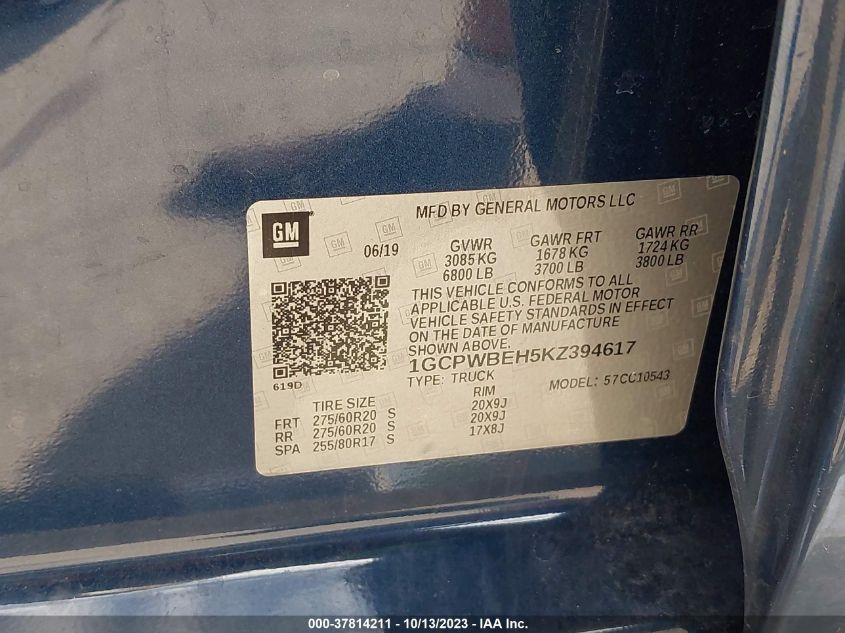 GM
MFD BY GENERAL MOTORS LLC
06/19 GVWR GAWR FRT GAWR RR
3085 KG 1678 KG 1724 KG
6800 LB 3700 LB 3800 LB
THIS VEHICLE CONFORMS TO ALL
APPLICABLE U.S. FEDERAL MOTOR
VEHICLE SAFETY STANDARDS IN EFFECT
ON THE DATE OF MANUFACTURE
SHOWN ABOVE.
1GCPWBEH5KZ394617
619D TYPE: TRUCK MODEL: 57CC10543
TIRE SIZE RIM
FRT 275/60R20 S 20X9J
RR 275/60R20 S 20X9J
SPA 255/80R17 S 17X8J
000-37814211 - 10/13/2023 - IAA Inc.